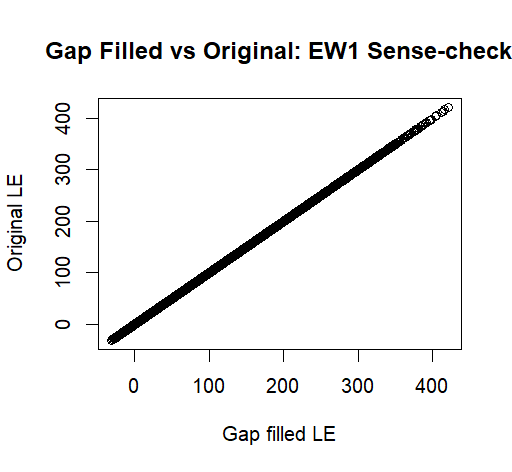 Gap Filled vs Original: EW1 Sense-check
400
300
200
100
0
Original LE
0 100 200 300 400
Gap filled LE